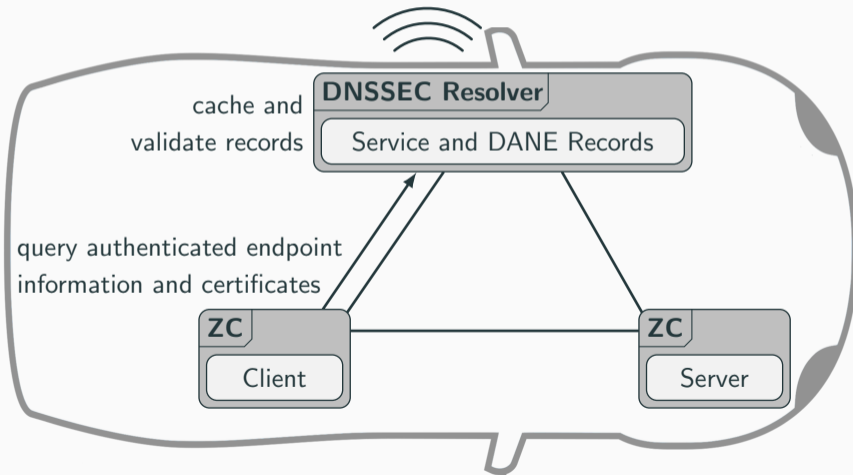 DNSSEC Resolver
cache and
validate records
Service and DANE Records
query authenticated endpoint
information and certificates
ZC
Client
ZC
Server